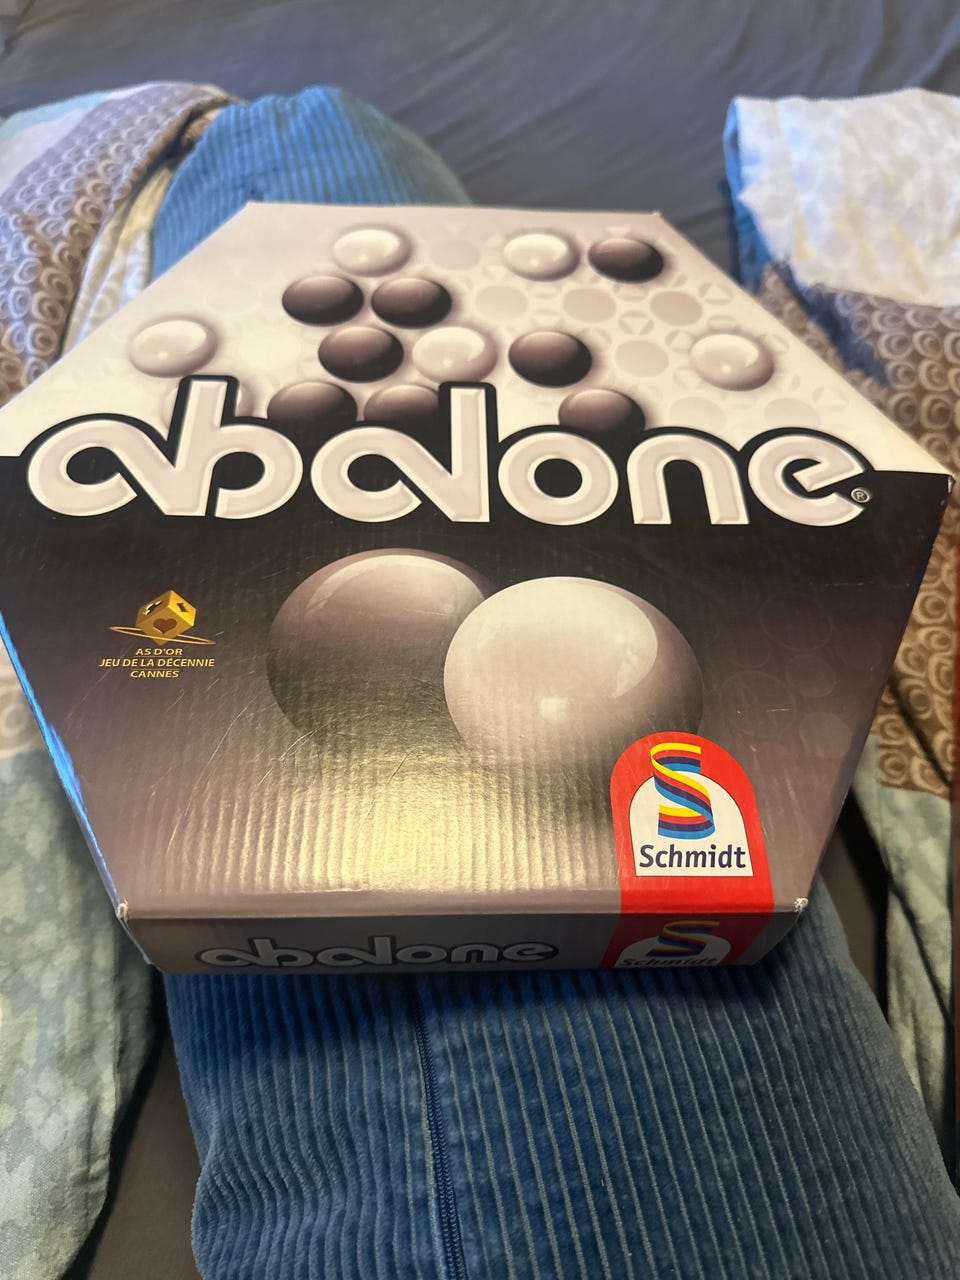 abalone®
AS D'OR
JEU DE LA DÉCENNIE
CANNES
Schmidt
abalone
Schmidt